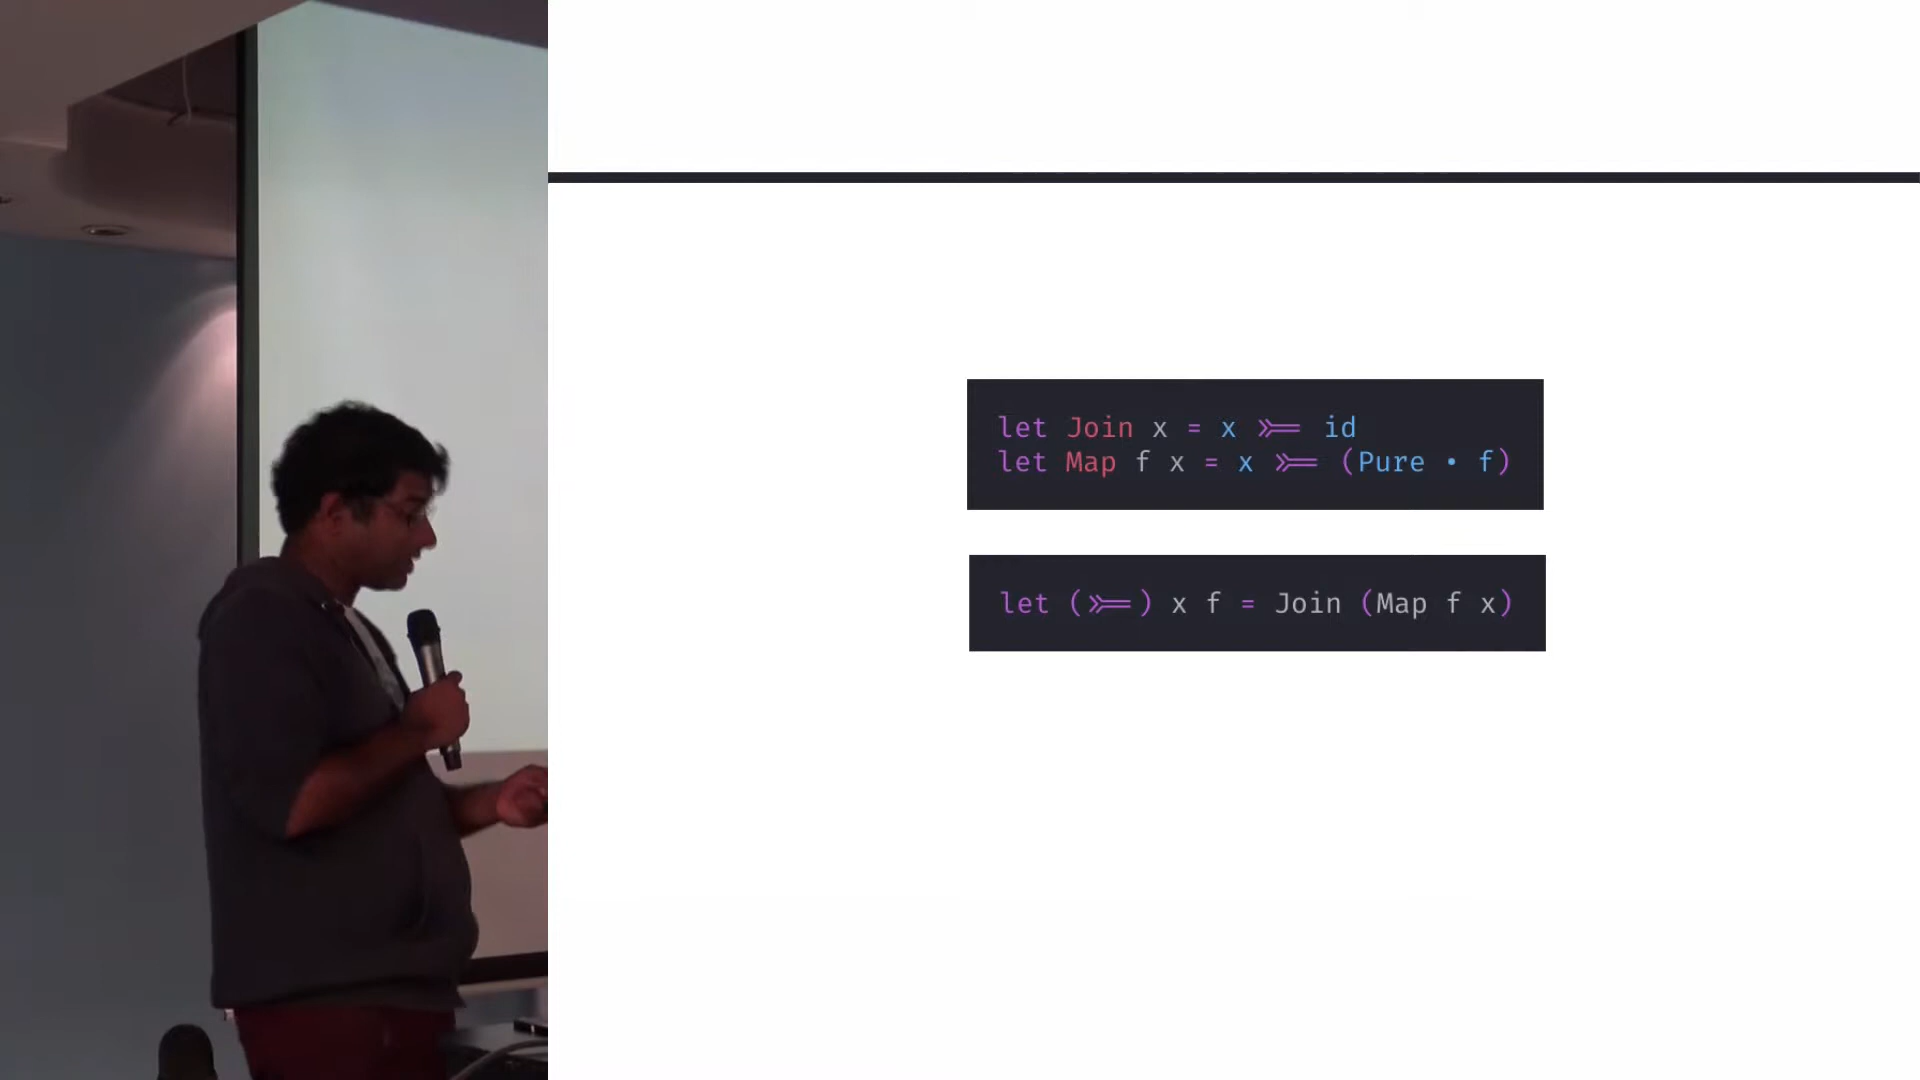 let Join x = x >>= id
let Map f x = x >>= (Pure • f)
let (>>=) x f = Join (Map f x)